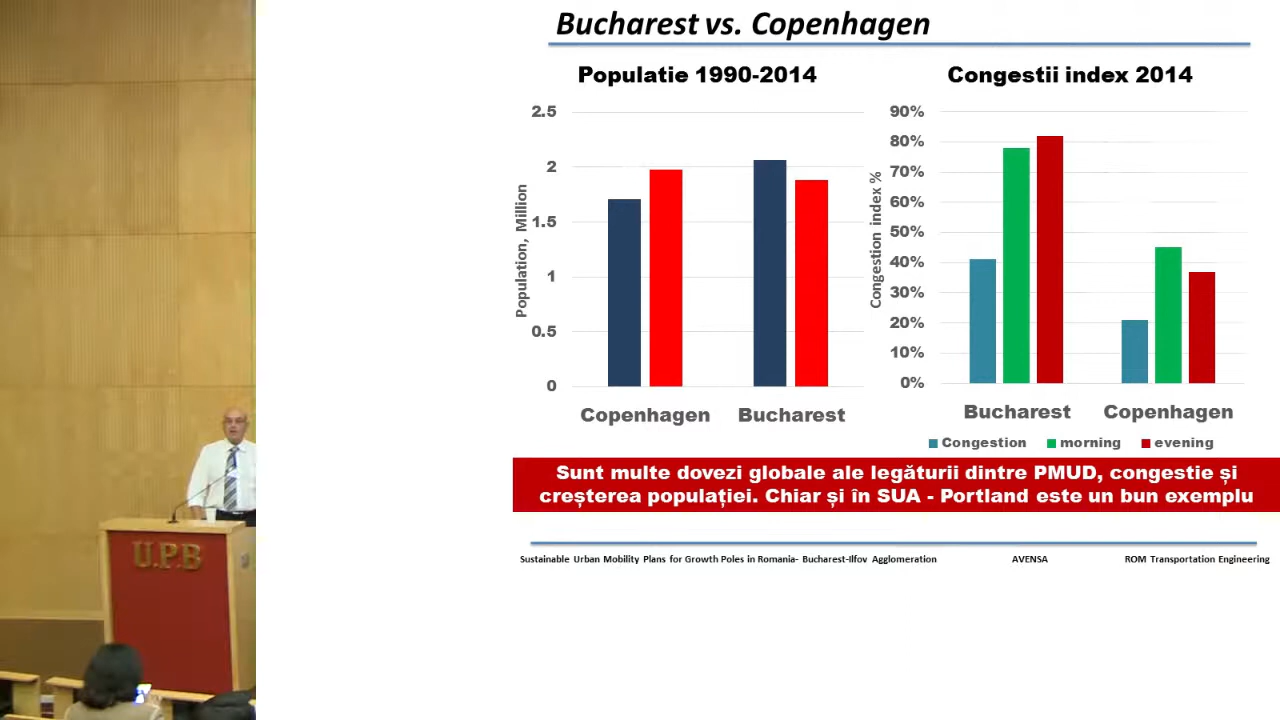 Bucharest vs. Copenhagen
Populatie 1990-2014
2.5
2
1.5
1
0.5
0
Population, Million
Copenhagen Bucharest
Congestii index 2014
90%
80%
70%
60%
50%
40%
30%
20%
10%
0%
Congestion index %
Bucharest Copenhagen
Congestion morning evening
Sunt multe dovezi globale ale legăturii dintre PMUD, congestie și
creșterea populației. Chiar și în SUA - Portland este un bun exemplu
Sustainable Urban Mobility Plans for Growth Poles in Romania- Bucharest-Ilfov Agglomeration AVENSA ROM Transportation Engineering
U.P.B